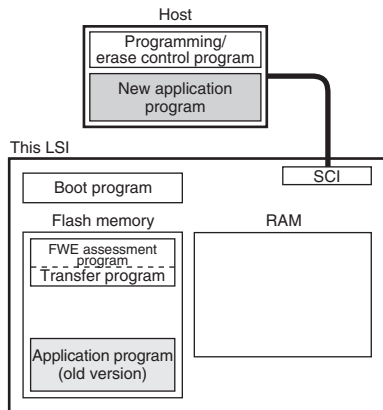 Host
Programming/
erase control program
New application
program
This LSI
SCI
Boot program
Flash memory
RAM
FWE assessment
program
Transfer program
Application program
(old version)